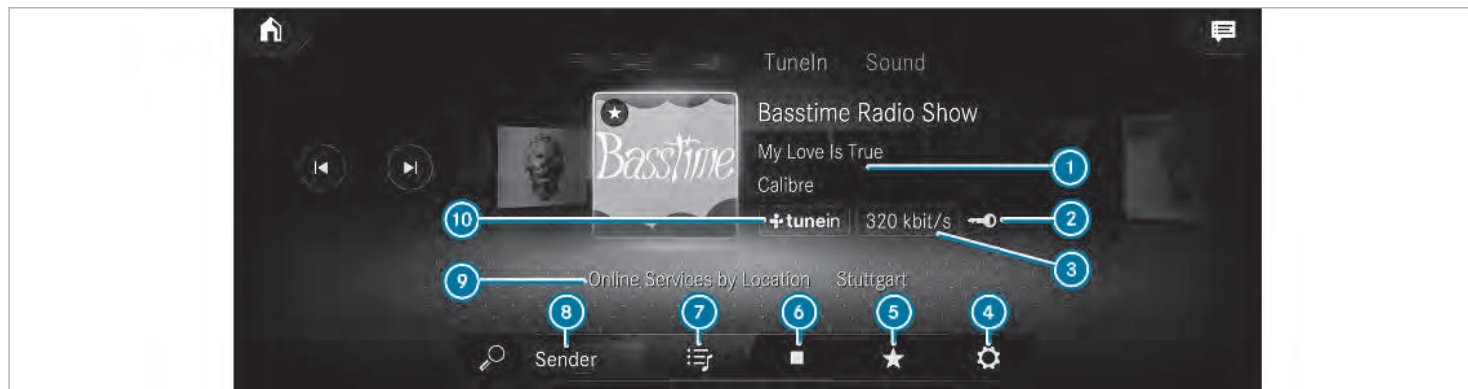 TuneIn Sound
Basstime Radio Show
Basstime
My Love Is True
1
Calibre
10
tunein 320 kbit/s
2
3
9
Online Services by Location Stuttgart
8
7
6
5
4
Sender